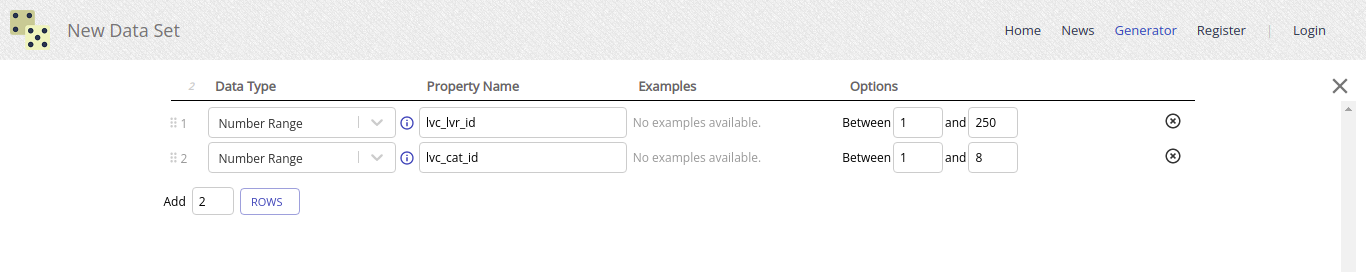 New Data Set Home News Generator Register Login
2 Data Type Property Name Examples Options
1 Number Range lvc_lvr_id No examples available. Between 1 and 250
2 Number Range lvc_cat_id No examples available. Between 1 and 8
Add 2 ROWS